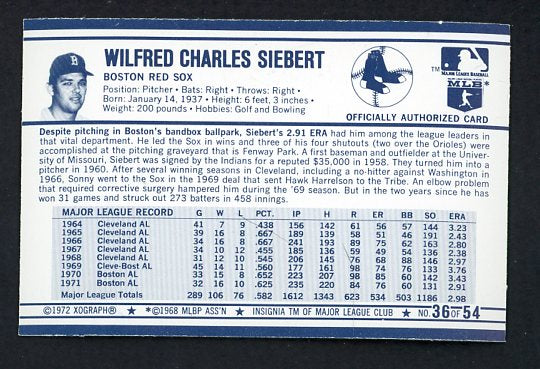 WILFRED CHARLES SIEBERT
BOSTON RED SOX
Position: Pitcher • Bats: Right • Throws: Right •
Born: January 14, 1937 • Height: 6 feet, 3 inches •
Weight: 200 pounds • Hobbies: Golf and Bowling
TM
MAJOR LEAGUE BASEBALL
MLB*
OFFICIALLY AUTHORIZED CARD
Despite pitching in Boston's bandbox ballpark, Siebert's 2.91 ERA had him among the league leaders in
that vital department. He led the Sox in wins and three of his four shutouts (two over the Orioles) were
accomplished at the pitching graveyard that is Fenway Park. A first baseman and outfielder at the Univer-
sity of Missouri, Siebert was signed by the Indians for a reputed $35,000 in 1958. They turned him into
a pitcher in 1960. After several winning seasons in Cleveland, including a no-hitter against Washington in
1966, Sonny went to the Sox in the 1969 deal that sent Hawk Harrelson to the Tribe. An elbow problem
that required corrective surgery hampered him during the '69 season. But in the two years since he has
won 31 games and struck out 273 batters in 458 innings.
MAJOR LEAGUE RECORD G W L PCT. IP H R ER BB SO ERA
1964 Cleveland AL 41 7 9 .438 156 142 61 56 57 144 3.23
1965 Cleveland AL 39 16 8 .667 189 139 56 51 46 191 2.43
1966 Cleveland AL 34 16 8 .667 241 193 89 75 62 163 2.80
1967 Cleveland AL 34 10 12 .455 185 136 59 49 54 136 2.38
1968 Cleveland AL 31 12 10 .545 206 145 76 68 88 146 2.97
1969 Cleve-Bost AL 45 14 11 .560 177 161 82 76 133 3.76
1970 Boston AL 33 15 8 .652 223 207 98 85 60 142 3.43
1971 Boston AL 32 16 10 .625 235 220 84 76 60 131 2.91
Major League Totals 289 106 76 .582 1612 1343 623 534 503 1186 2.98
©1972 XOGRAPH® ★ *©1968 MLBP ASS'N ★ INSIGNIA TM OF MAJOR LEAGUE CLUB ★ NO. 36 OF 54